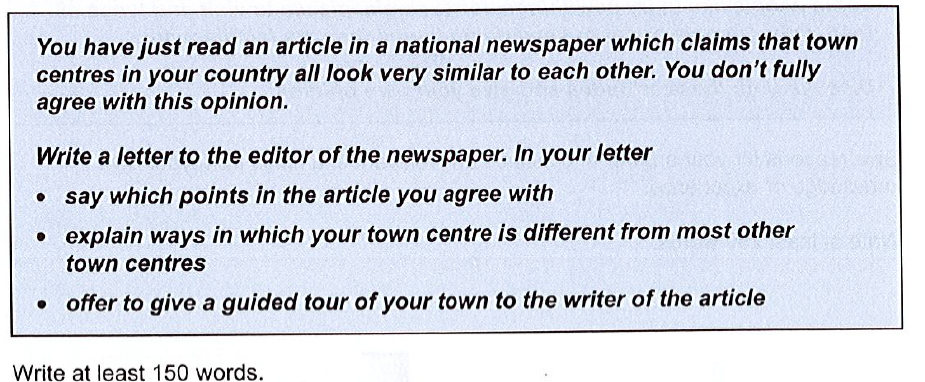 You have just read an article in a national newspaper which claims that town
centres in your country all look very similar to each other. You don't fully
agree with this opinion.
Write a letter to the editor of the newspaper. In your letter
• say which points in the article you agree with
• explain ways in which your town centre is different from most other
town centres
• offer to give a guided tour of your town to the writer of the article
Write at least 150 words.